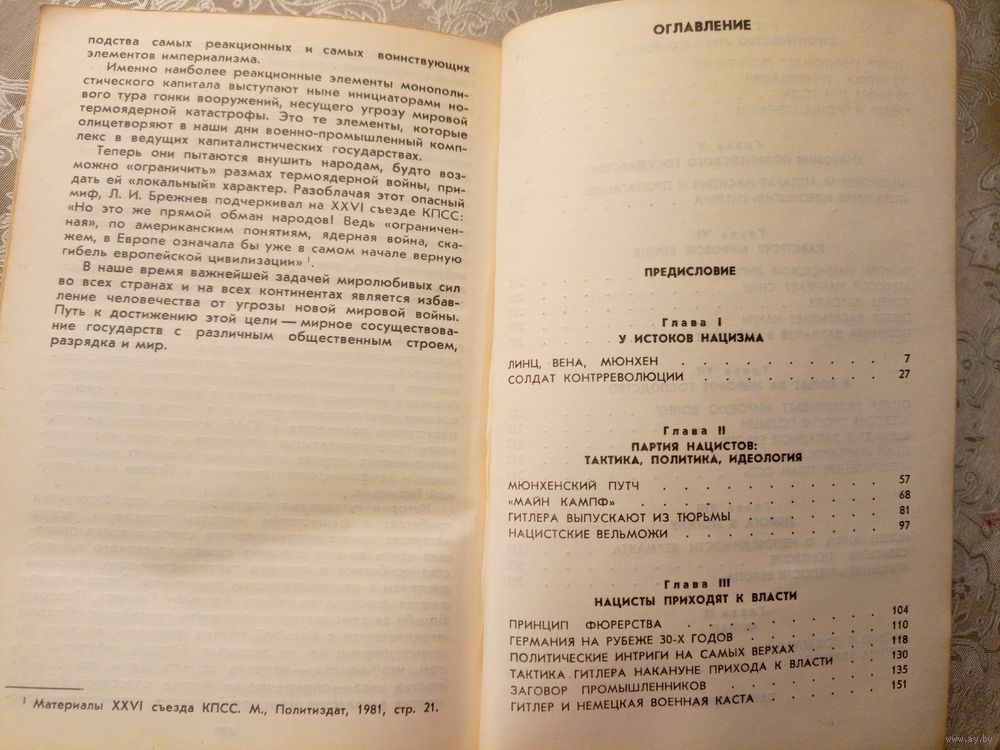 подства самых реакционных и самых воинствующих
элементов империализма.
Именно наиболее реакционные элементы монополи-
стического капитала выступают ныне инициаторами но-
вого тура гонки вооружений, несущего угрозу мировой
термоядерной катастрофы. Это те элементы, которые
олицетворяют в наши дни военно-промышленный комп-
лекс в ведущих капиталистических государствах.
Теперь они пытаются внушить народам, будто воз-
можно «ограничить» размах термоядерной войны, при-
дать ей «локальный» характер. Разоблачая этот опасный
миф, Л. И. Брежнев подчеркивал на XXVI съезде КПСС:
«Но это же прямой обман народов! Ведь «ограничен-
ная», по американским понятиям, ядерная война, ска-
жем, в Европе означала бы уже в самом начале верную
гибель европейской цивилизации» ¹.
В наше время важнейшей задачей миролюбивых сил
во всех странах и на всех континентах является избав-
ление человечества от угрозы новой мировой войны.
Путь к достижению этой цели — мирное сосуществова-
ние государств с различным общественным строем,
разрядка и мир.
¹ Материалы XXVI съезда КПСС. М., Политиздат, 1981, стр. 21.
ОГЛАВЛЕНИЕ
ПРЕДИСЛОВИЕ
Глава I
У ИСТОКОВ НАЦИЗМА
ЛИНЦ, ВЕНА, МЮНХЕН . . . . . . . . . . 7
СОЛДАТ КОНТРРЕВОЛЮЦИИ . . . . . . . . . 27
Глава II
ПАРТИЯ НАЦИСТОВ:
ТАКТИКА, ПОЛИТИКА, ИДЕОЛОГИЯ
МЮНХЕНСКИЙ ПУТЧ . . . . . . . . . . 57
«МАЙН КАМПФ» . . . . . . . . . . . 68
ГИТЛЕРА ВЫПУСКАЮТ ИЗ ТЮРЬМЫ . . . . . . . 81
НАЦИСТСКИЕ ВЕЛЬМОЖИ . . . . . . . . . 97
Глава III
НАЦИСТЫ ПРИХОДЯТ К ВЛАСТИ
ПРИНЦИП ФЮРЕРСТВА . . . . . . . . . 104
ГЕРМАНИЯ НА РУБЕЖЕ 30-Х ГОДОВ . . . . . . 110
ПОЛИТИЧЕСКИЕ ИНТРИГИ НА САМЫХ ВЕРХАХ . . . . 118
ТАКТИКА ГИТЛЕРА НАКАНУНЕ ПРИХОДА К ВЛАСТИ . . . 130
ЗАГОВОР ПРОМЫШЛЕННИКОВ . . . . . . . . 135
ГИТЛЕР И НЕМЕЦКАЯ ВОЕННАЯ КАСТА . . . . . . 151
www.ay.by